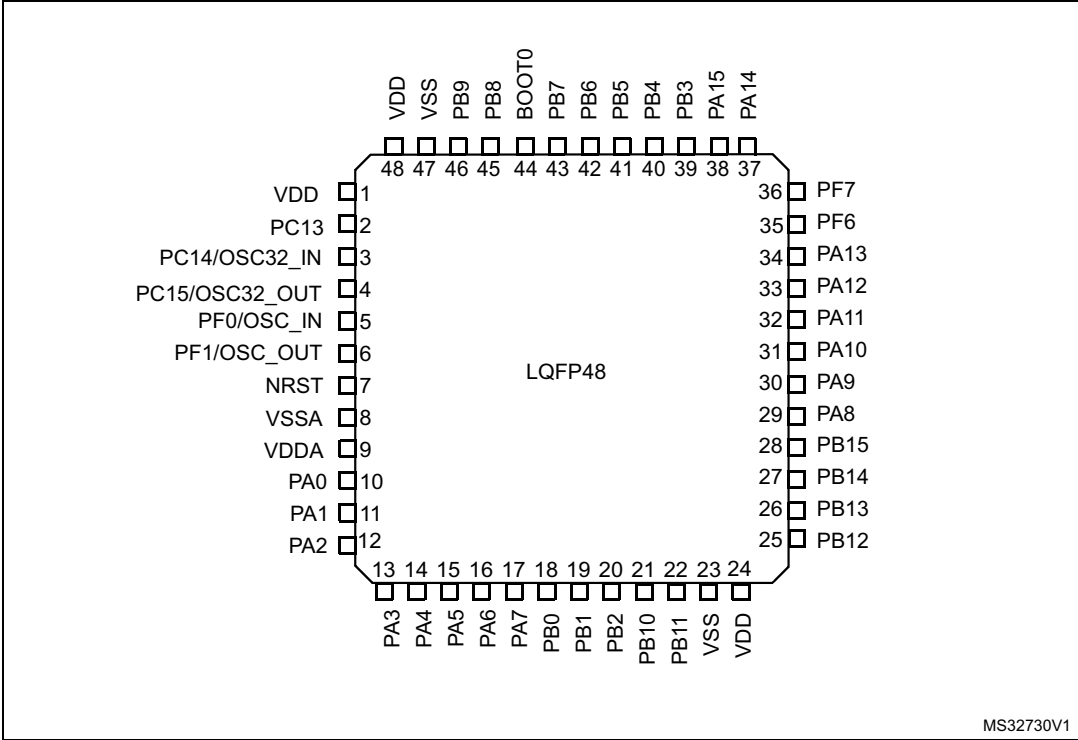 VDD VSS PB9 PB8 BOOT0 PB7 PB6 PB5 PB4 PB3 PA15 PA14
48 47 46 45 44 43 42 41 40 39 38 37
VDD 1
PC13 2
PC14/OSC32_IN 3
PC15/OSC32_OUT 4
PF0/OSC_IN 5
PF1/OSC_OUT 6
NRST 7
VSSA 8
VDDA 9
PA0 10
PA1 11
PA2 12
LQFP48
36 PF7
35 PF6
34 PA13
33 PA12
32 PA11
31 PA10
30 PA9
29 PA8
28 PB15
27 PB14
26 PB13
25 PB12
13 14 15 16 17 18 19 20 21 22 23 24
PA3 PA4 PA5 PA6 PA7 PB0 PB1 PB2 PB10 PB11 VSS VDD
MS32730V1